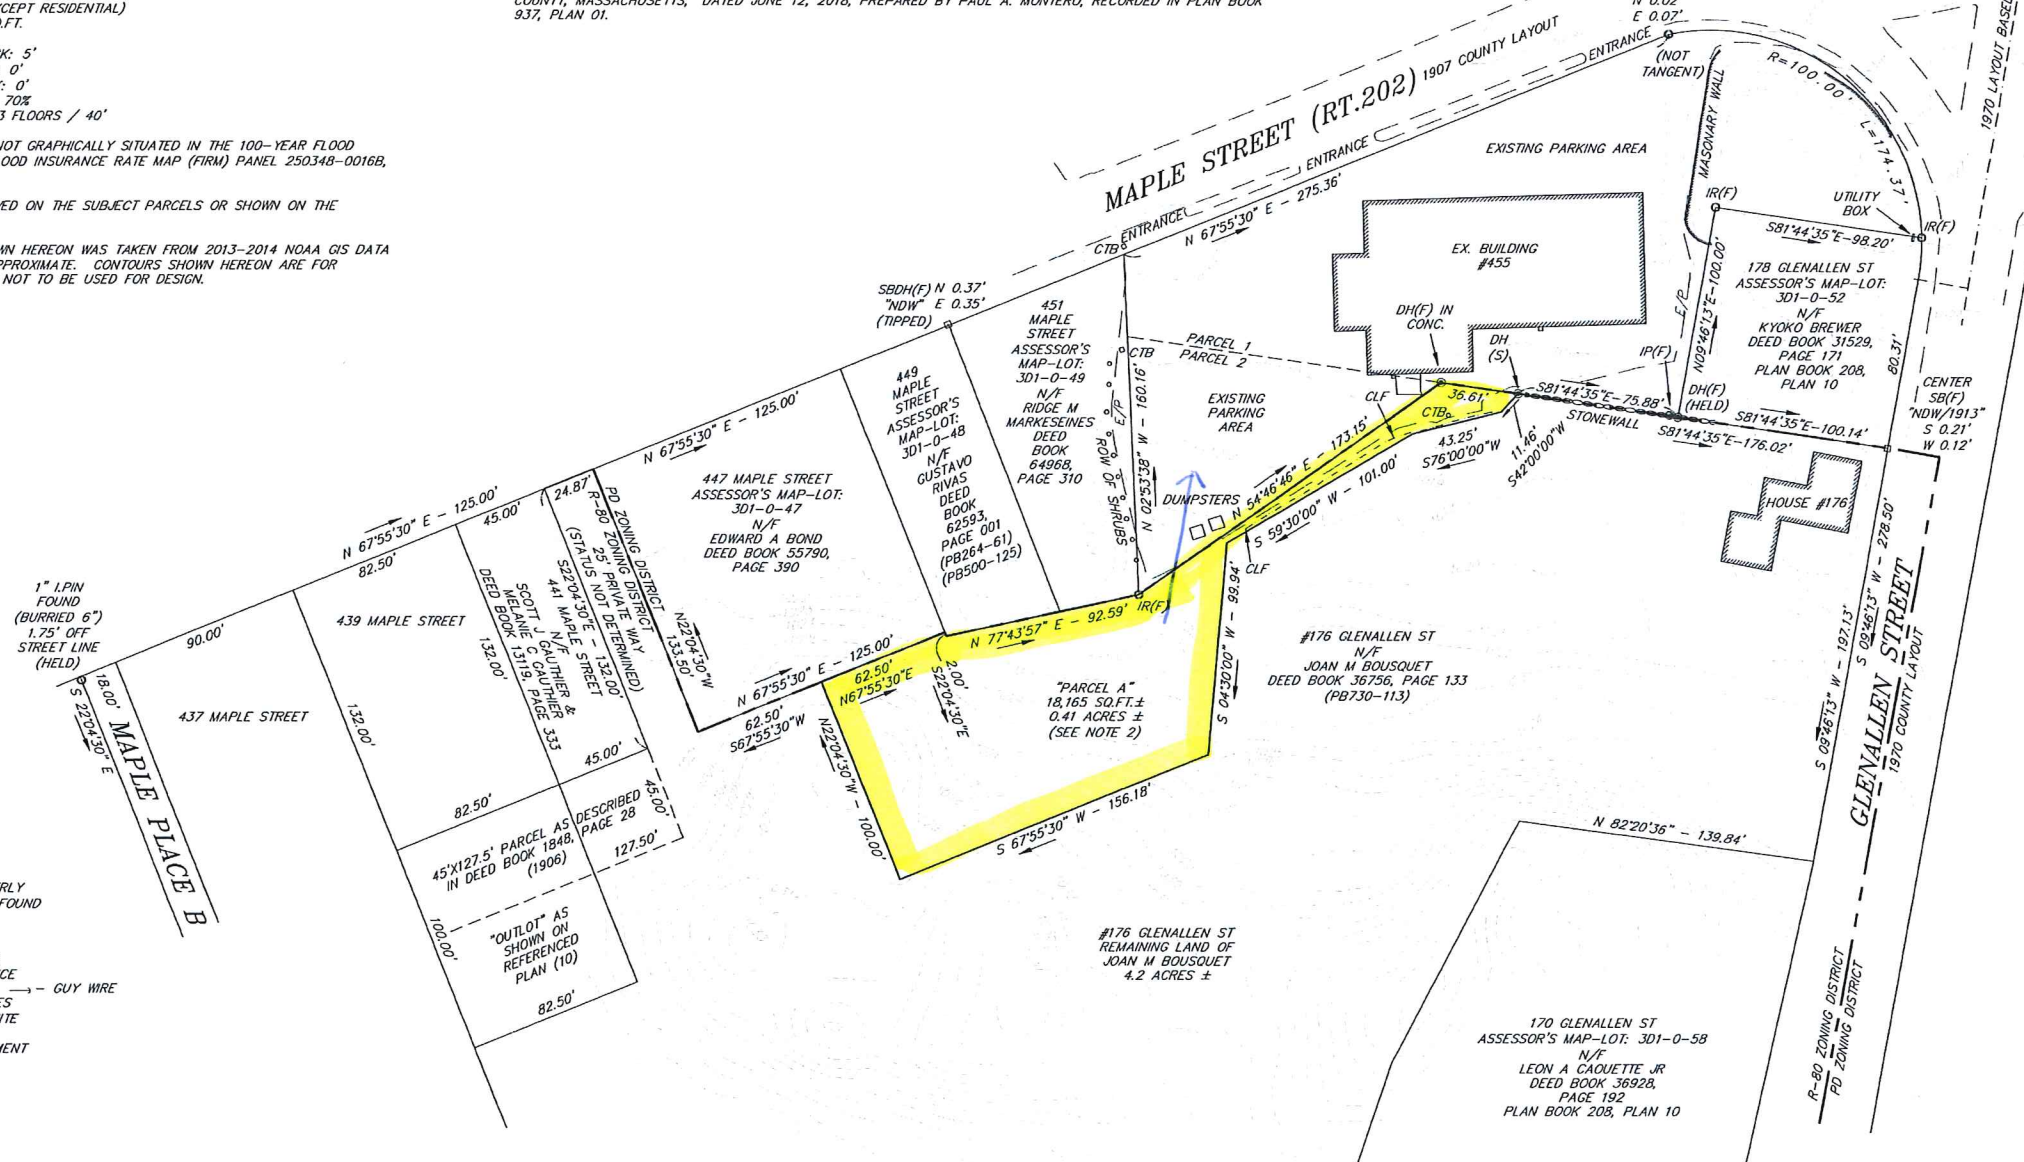 CEPT RESIDENTIAL)
.FT.
K: 5'
0'
: 0'
70%
3 FLOORS / 40'
NOT GRAPHICALLY SITUATED IN THE 100-YEAR FLOOD
OOD INSURANCE RATE MAP (FIRM) PANEL 250348-0016B,
ED ON THE SUBJECT PARCELS OR SHOWN ON THE
WN HEREON WAS TAKEN FROM 2013-2014 NOAA GIS DATA
PPROXIMATE. CONTOURS SHOWN HEREON ARE FOR
NOT TO BE USED FOR DESIGN.
COUNTY, MASSACHUSETTS," DATED JUNE 12, 2018, PREPARED BY PAUL A. MONTERO, RECORDED IN PLAN BOOK
937, PLAN 01.
N 0.02'
E 0.07'
(NOT
TANGENT)
MAPLE STREET (RT.202) 1907 COUNTY LAYOUT
ENTRANCE
ENTRANCE
ENTRANCE
N 67°55'30" E - 275.36'
EXISTING PARKING AREA
MASONARY WALL
R=100.00'
L=174.37'
1970 LAYOUT BASEL
UTILITY
BOX
IR(F)
IR(F)
S81°44'35"E-98.20'
178 GLENALLEN ST
ASSESSOR'S MAP-LOT:
3D1-0-52
N/F
KYOKO BREWER
DEED BOOK 31529,
PAGE 171
PLAN BOOK 208,
PLAN 10
80.31'
N09°46'13"E-100.00'
E/P
EX. BUILDING
#455
DH(F) IN
CONC.
DH
(S)
IP(F)
DH(F)
(HELD)
CENTER
SB(F)
"NDW/1913"
S 0.21'
W 0.12'
S81°44'35"E-75.88'
STONEWALL
S81°44'35"E-100.14'
S81°44'35"E-176.02'
36.61'
CLF
CTB
43.25'
S76°00'00"W
11.46'
S42°00'00"W
CTB
SBDH(F) N 0.37'
"NDW" E 0.35'
(TIPPED)
451
MAPLE
STREET
ASSESSOR'S
MAP-LOT:
3D1-0-49
N/F
RIDGE M
MARKESEINES
DEED
BOOK
64968,
PAGE 310
CTB
E/P
ROW OF SHRUBS
N 02°53'38" W - 160.16'
PARCEL 1
PARCEL 2
EXISTING
PARKING
AREA
DUMPSTERS
N 54°46'46" E - 173.15'
S 59°30'00" W - 101.00'
CLF
449
MAPLE
STREET
ASSESSOR'S
MAP-LOT:
3D1-0-48
N/F
GUSTAVO
RIVAS
DEED
BOOK
62593,
PAGE 001
(PB264-61)
(PB500-125)
N 67°55'30" E - 125.00'
447 MAPLE STREET
ASSESSOR'S MAP-LOT:
3D1-0-47
N/F
EDWARD A BOND
DEED BOOK 55790,
PAGE 390
N 67°55'30" E - 125.00'
82.50'
45.00'
24.87'
PD ZONING DISTRICT
R-80 ZONING DISTRICT
25' PRIVATE WAY
(STATUS NOT DETERMINED)
S22°04'30"E - 132.00'
441 MAPLE STREET
N/F
SCOTT J GAUTHIER &
MELANIE C GAUTHIER
DEED BOOK 13119, PAGE 333
132.00'
N22°04'30"W
133.50'
1" I.PIN
FOUND
(BURRIED 6")
1.75' OFF
STREET LINE
(HELD)
90.00'
18.00'
S 22°04'30" E
MAPLE PLACE B
437 MAPLE STREET
439 MAPLE STREET
132.00'
82.50'
45.00'
45.00'
45'X127.5' PARCEL AS DESCRIBED
IN DEED BOOK 1848, PAGE 28
(1906)
127.50'
100.00'
"OUTLOT" AS
SHOWN ON
REFERENCED
PLAN (10)
82.50'
N 67°55'30" E - 125.00'
62.50'
S67°55'30"W
62.50'
N67°55'30"E
2.00'
S22°04'30"E
N 77°43'57" E - 92.59'
IR(F)
"PARCEL A"
18,165 SQ.FT.±
0.41 ACRES ±
(SEE NOTE 2)
N22°04'30"W - 100.00'
S 67°55'30" W - 156.18'
S 04°30'00" W - 99.94'
#176 GLENALLEN ST
N/F
JOAN M BOUSQUET
DEED BOOK 36756, PAGE 133
(PB730-113)
HOUSE #176
S 09°46'13" W - 278.50'
S 09°46'13" W - 197.13'
GLENALLEN STREET
1970 COUNTY LAYOUT
N 82°20'36" - 139.84'
#176 GLENALLEN ST
REMAINING LAND OF
JOAN M BOUSQUET
4.2 ACRES ±
170 GLENALLEN ST
ASSESSOR'S MAP-LOT: 3D1-0-58
N/F
LEON A CAOUETTE JR
DEED BOOK 36928,
PAGE 192
PLAN BOOK 208, PLAN 10
R-80 ZONING DISTRICT
PD ZONING DISTRICT
RLY
FOUND
CE
- GUY WIRE
ES
ITE
MENT